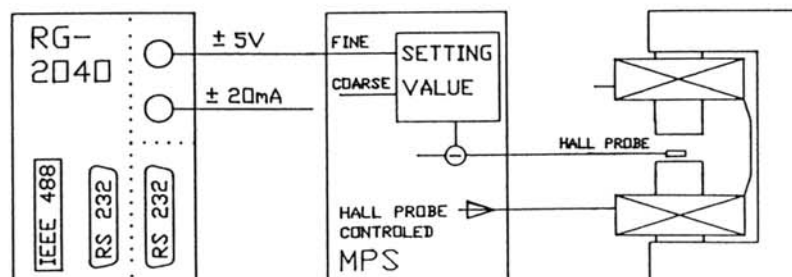 RG-
2040
± 5V
± 20mA
IEEE 488
RS 232
RS 232
FINE
COARSE
SETTING
VALUE
HALL PROBE
HALL PROBE
CONTROLED
MPS